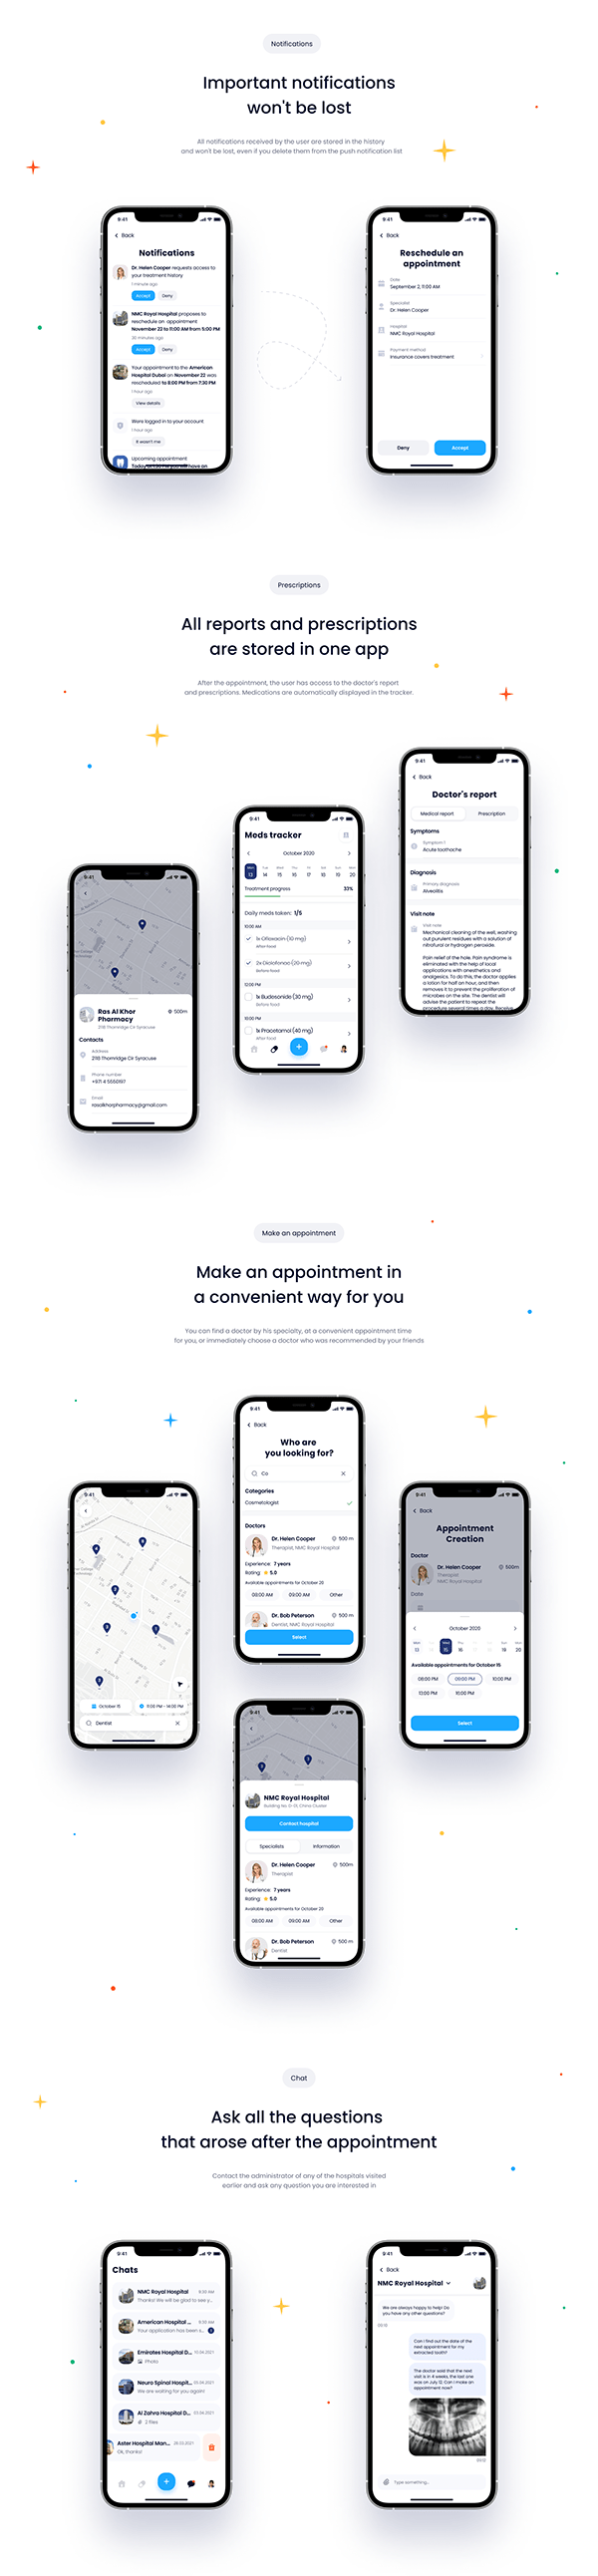 Notifications
Important notifications
won't be lost
All notifications received by the user are stored in the history
and won't be lost, even if you delete them from the push notification list
9:41
Back
Notifications
Dr. Helen Cooper requests access to
your treatment history
1 minute ago
Accept
Deny
NMC Royal Hospital proposes to
reschedule an appointment
November 22 to 11:00 AM from 5:00 PM
30 minutes ago
Accept
Deny
Your appointment to the American
Hospital Dubai on November 22 was
rescheduled to 8:00 PM from 7:30 PM
1 hour ago
View details
Were logged in to your account
1 hour ago
It wasn't me
Upcoming appointment
9:41
Back
Reschedule an
appointment
Date
September 2, 11:00 AM
Specialist
Dr. Helen Cooper
Hospital
NMC Royal Hospital
Payment method
Insurance covers treatment
Deny
Accept
Prescriptions
All reports and prescriptions
are stored in one app
After the appointment, the user has access to the doctor's report
and prescriptions. Medications are automatically displayed in the tracker.
9:41
Back
Doctor's report
Medical report
Prescription
Symptoms
Symptom 1
Acute toothache
Diagnosis
Primary diagnosis
Alveolitis
Visit note
Visit note
Mechanical cleaning of the well, washing
out purulent residues with a solution of
nitrofural or hydrogen peroxide.
Pain relief of the hole. Pain syndrome is
eliminated with the help of local
applications with anesthetics and
analgesics. To do this, the doctor applies
a lotion for half an hour, and then
removes it to prevent the proliferation of
microbes on the site. The dentist will
advise the patient to repeat the
procedure several times a day. Receive
9:41
Meds tracker
October 2020
Mon Tue Wed Thu Fri Sat Sun Mon
13 14 15 16 17 18 19 20
Treatment progress
33%
Daily meds taken: 1/5
10:00 AM
1x Ofloxacin (10 mg)
After food
2x Diclofenac (20 mg)
Before food
12:00 PM
1x Budesonide (30 mg)
Before food
10:00 PM
1x Pracetamol (40 mg)
After food
9:41
Ras Al Khor
Pharmacy
500m
2118 Thornridge Cir Syracuse
Contacts
Address
2118 Thornridge Cir Syracuse
Phone number
+971 4 5550197
Email
rasalkhorpharmacy@gmail.com
Make an appointment
Make an appointment in
a convenient way for you
You can find a doctor by his specialty, at a convenient appointment time
for you, or immediately choose a doctor who was recommended by your friends
9:41
Back
Who are
you looking for?
Co
Categories
Cosmetologist
Doctors
Dr. Helen Cooper
500 m
Therapist, NMC Royal Hospital
Experience: 7 years
Rating: 5.0
Available appointments for October 20
08:00 AM
09:00 AM
Other
Dr. Bob Peterson
500 m
Dentist, NMC Royal Hospital
Select
9:41
October 15
11:00 PM - 14:00 PM
Dentist
9:41
Back
Appointment
Creation
Doctor
Dr. Helen Cooper
500m
Therapist
NMC Royal Hospital
Date
October 2020
13
15
16
19
20
Available appointments for October 15
08:00 PM
09:00 PM
10:00 PM
12:00 PM
16:00 PM
Select
9:41
NMC Royal Hospital
Contact hospital
Specialists
Information
Dr. Helen Cooper
500m
Therapist
Experience: 7 years
Rating: 5.0
Available appointments for October 20
08:00 AM
09:00 AM
Other
Dr. Bob Peterson
500 m
Dentist
Chat
Ask all the questions
that arose after the appointment
Contact the administrator of any of the hospitals visited
earlier and ask any question you are interested in
9:41
Chats
NMC Royal Hospital
9:30 AM
Thanks! We will be glad to see y...
American Hospital ...
9:30 AM
Your application has been s...
Emirates Hospital D...
Photo
Neuro Spinal Hospit...
We are waiting for you again!
Al Zahra Hospital D...
2 files
Aster Hospital Man...
Ok, thanks!
9:41
Back
NMC Royal Hospital
We are always happy to help! Do
you have any other questions?
09:10
Can I find out the date of the
next appointment for my
extracted tooth?
The doctor said that the next
visit is in 4 weeks, the last one
was on July 12. Can I make an
appointment now?
Type something...